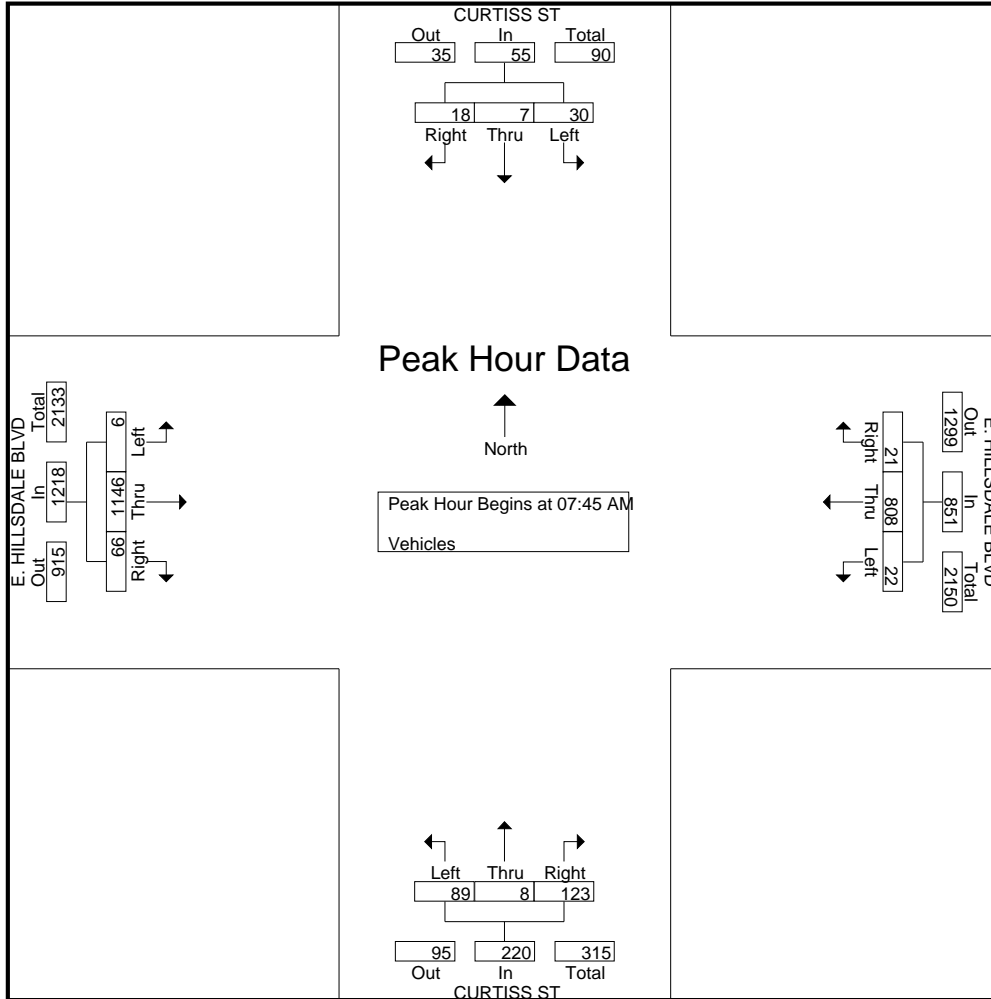 CURTISS ST
Out In Total
35 55 90
18 7 30
Right Thru Left
Peak Hour Data
North
Peak Hour Begins at 07:45 AM
Vehicles
E. HILLSDALE BLVD
Out In Total
915 1218 2133
66 1146 6
Right Thru Left
Right Thru Left
21 808 22
1299 851 2150
Out In Total
E. HILLSDALE BLVD
Left Thru Right
89 8 123
95 220 315
Out In Total
CURTISS ST